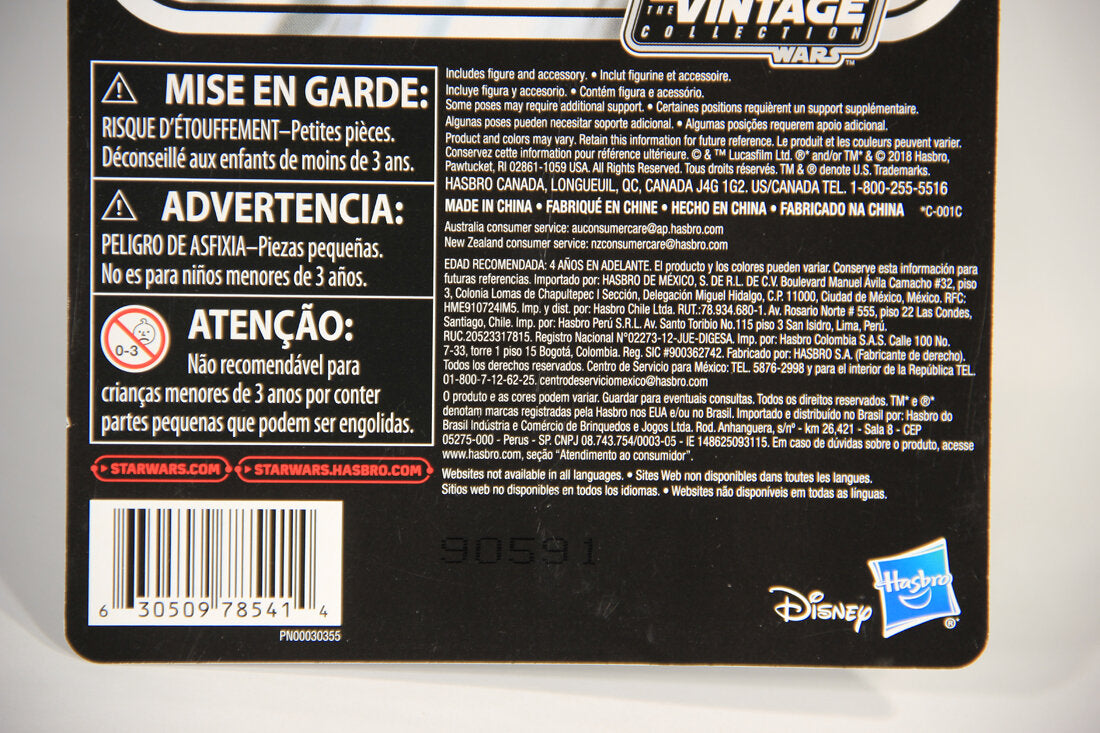 THE VINTAGE
COLLECTION
WARS™
MISE EN GARDE:
RISQUE D'ÉTOUFFEMENT–Petites pièces.
Déconseillé aux enfants de moins de 3 ans.
ADVERTENCIA:
PELIGRO DE ASFIXIA–Piezas pequeñas.
No es para niños menores de 3 años.
0-3
ATENÇÃO:
Não recomendável para
crianças menores de 3 anos por conter
partes pequenas que podem ser engolidas.
STARWARS.COM
STARWARS.HASBRO.COM
6 30509 78541 4
PN00030355
Includes figure and accessory. • Inclut figurine et accessoire.
Incluye figura y accesorio. • Contém figura e acessório.
Some poses may require additional support. • Certaines positions requièrent un support supplémentaire.
Algunas poses pueden necesitar soporte adicional. • Algumas posições requerem apoio adicional.
Product and colors may vary. Retain this information for future reference. Le produit et les couleurs peuvent varier.
Conservez cette information pour référence ultérieure. © & ™ Lucasfilm Ltd. ®* and/or TM* & © 2018 Hasbro,
Pawtucket, RI 02861-1059 USA. All Rights Reserved. Tous droits réservés. TM & ® denote U.S. Trademarks.
HASBRO CANADA, LONGUEUIL, QC, CANADA J4G 1G2. US/CANADA TEL. 1-800-255-5516
MADE IN CHINA • FABRIQUÉ EN CHINE • HECHO EN CHINA • FABRICADO NA CHINA *C-001C
Australia consumer service: auconsumercare@ap.hasbro.com
New Zealand consumer service: nzconsumercare@hasbro.com
EDAD RECOMENDADA: 4 AÑOS EN ADELANTE. El producto y los colores pueden variar. Conserve esta información para
futuras referencias. Importado por: HASBRO DE MÉXICO, S. DE R.L. DE C.V. Boulevard Manuel Ávila Camacho #32, piso
3, Colonia Lomas de Chapultepec I Sección, Delegación Miguel Hidalgo, C.P. 11000, Ciudad de México, México. RFC:
HME910724IM5. Imp. y dist. por: Hasbro Chile Ltda. RUT.:78.934.680-1. Av. Rosario Norte # 555, piso 22 Las Condes,
Santiago, Chile. Imp. por: Hasbro Perú S.R.L. Av. Santo Toribio No.115 piso 3 San Isidro, Lima, Perú.
RUC.20523317815. Registro Nacional N°02273-12-JUE-DIGESA. Imp. por: Hasbro Colombia S.A.S. Calle 100 No.
7-33, torre 1 piso 15 Bogotá, Colombia. Reg. SIC #900362742. Fabricado por: HASBRO S.A. (Fabricante de derecho).
Todos los derechos reservados. Centro de Servicio para México: TEL. 5876-2998 y para el interior de la República TEL.
01-800-7-12-62-25. centrodeserviciomexico@hasbro.com
O produto e as cores podem variar. Guardar para eventuais consultas. Todos os direitos reservados. TM* e ®*
denotam marcas registradas pela Hasbro nos EUA e/ou no Brasil. Importado e distribuído no Brasil por: Hasbro do
Brasil Indústria e Comércio de Brinquedos e Jogos Ltda. Rod. Anhanguera, s/nº - km 26,421 - Sala 8 - CEP
05275-000 - Perus - SP. CNPJ 08.743.754/0003-05 - IE 148625093115. Em caso de dúvidas sobre o produto, acesse
www.hasbro.com, seção "Atendimento ao consumidor".
Websites not available in all languages. • Sites Web non disponibles dans toutes les langues.
Sitios web no disponibles en todos los idiomas. • Websites não disponíveis em todas as línguas.
90591
Disney
Hasbro
®*